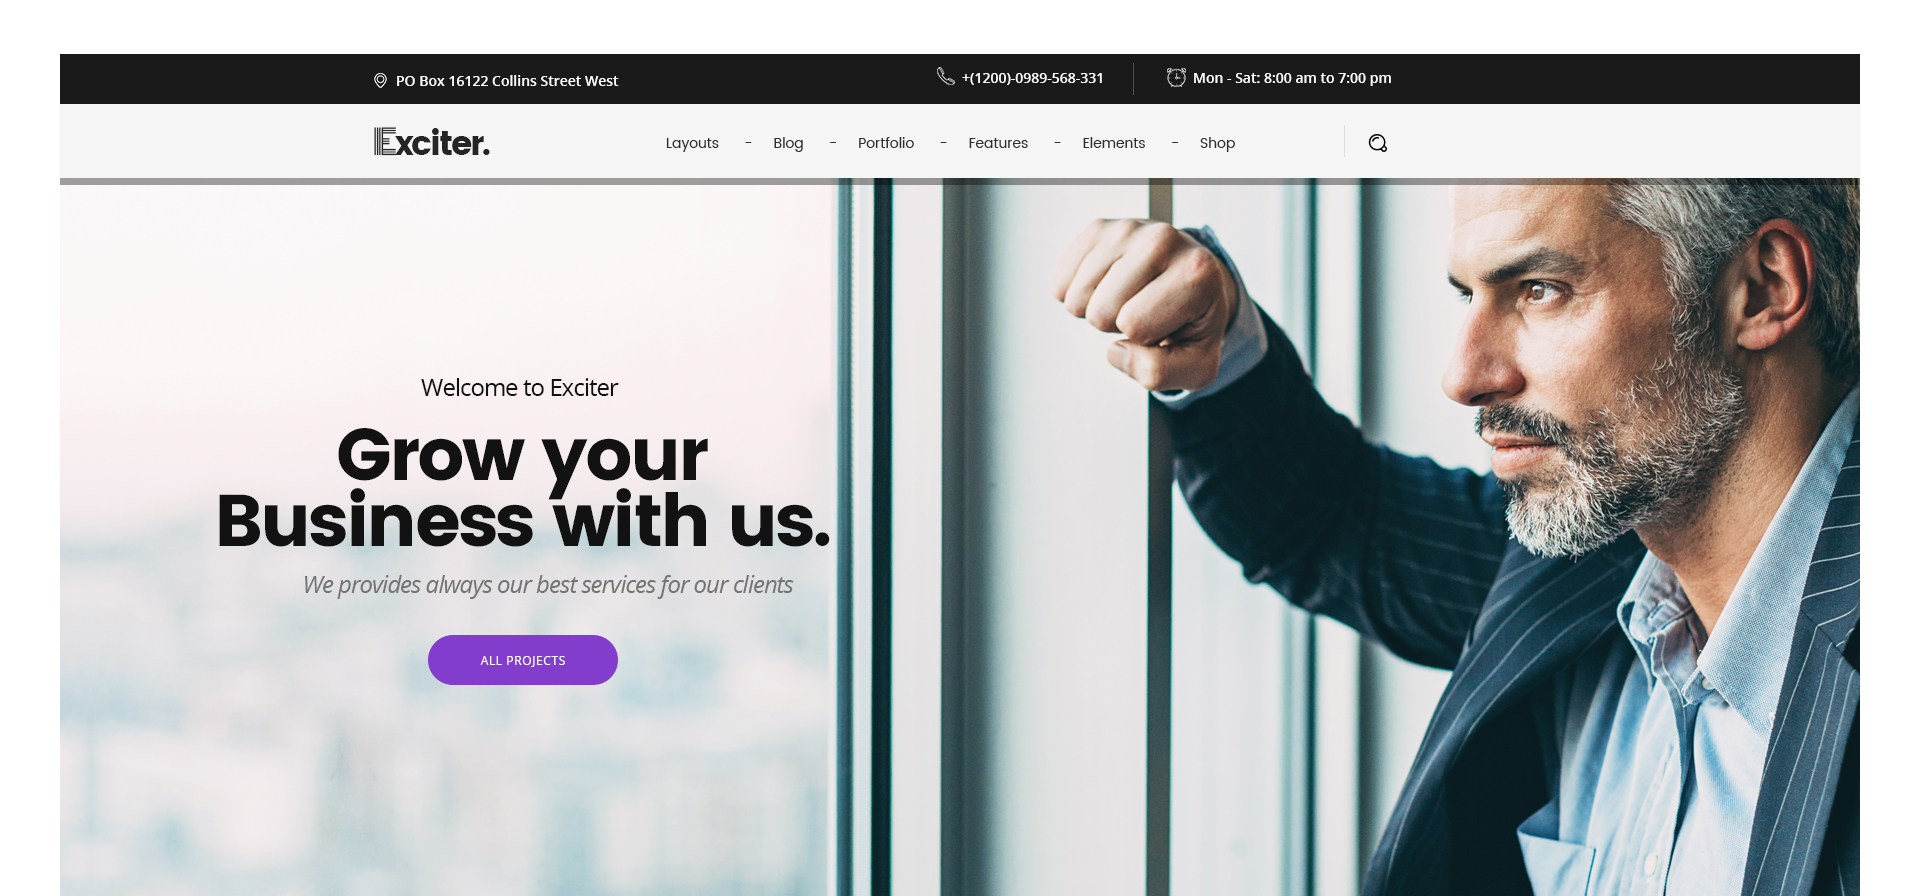 PO Box 16122 Collins Street West
+(1200)-0989-568-331
Mon - Sat: 8:00 am to 7:00 pm
Exciter.
Layouts - Blog - Portfolio - Features - Elements - Shop
Welcome to Exciter
Grow your
Business with us.
We provides always our best services for our clients
ALL PROJECTS